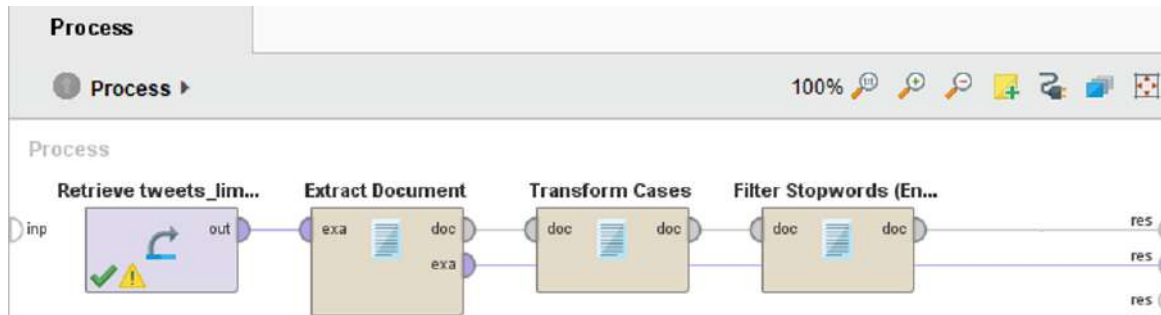 Process
Process
100%
Process
Retrieve tweets_lim... Extract Document Transform Cases Filter Stopwords (En...
inp out exa doc doc doc doc doc res
exa res
res